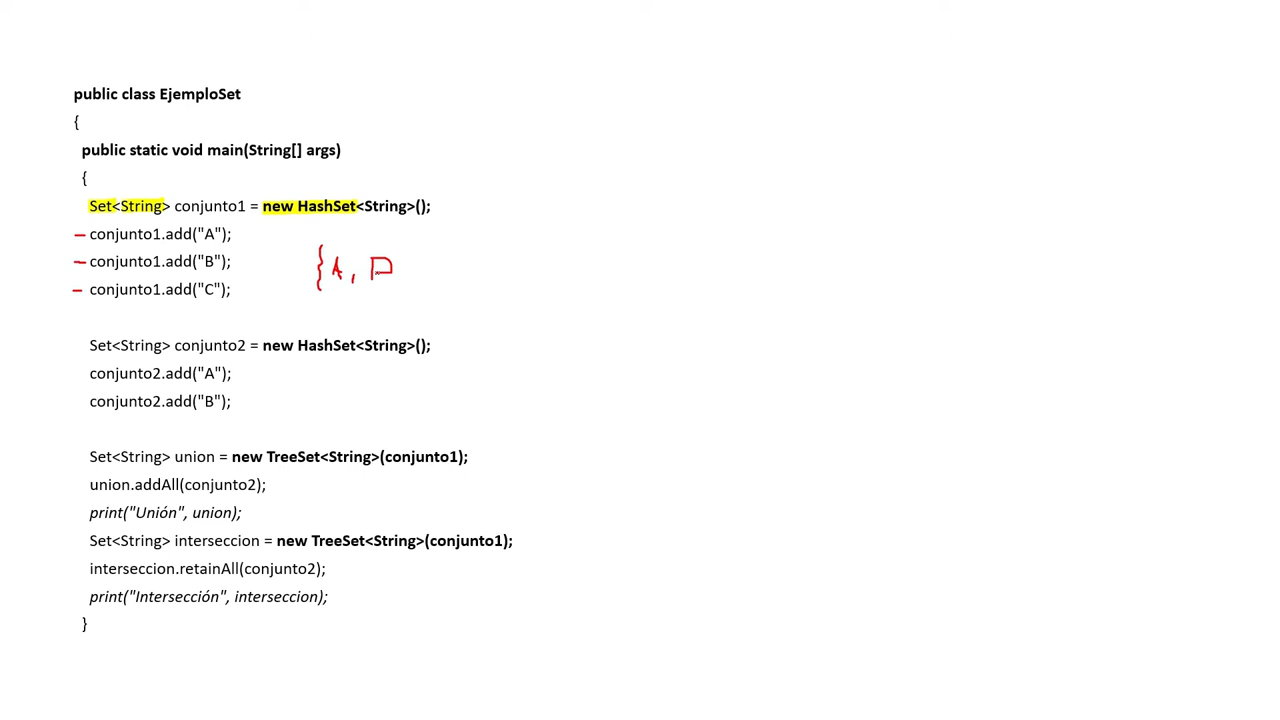 public class EjemploSet
{
public static void main(String[] args)
{
Set<String> conjunto1 = new HashSet<String>();
conjunto1.add("A");
conjunto1.add("B");
conjunto1.add("C");
{A,
Set<String> conjunto2 = new HashSet<String>();
conjunto2.add("A");
conjunto2.add("B");
Set<String> union = new TreeSet<String>(conjunto1);
union.addAll(conjunto2);
print("Unión", union);
Set<String> interseccion = new TreeSet<String>(conjunto1);
interseccion.retainAll(conjunto2);
print("Intersección", interseccion);
}